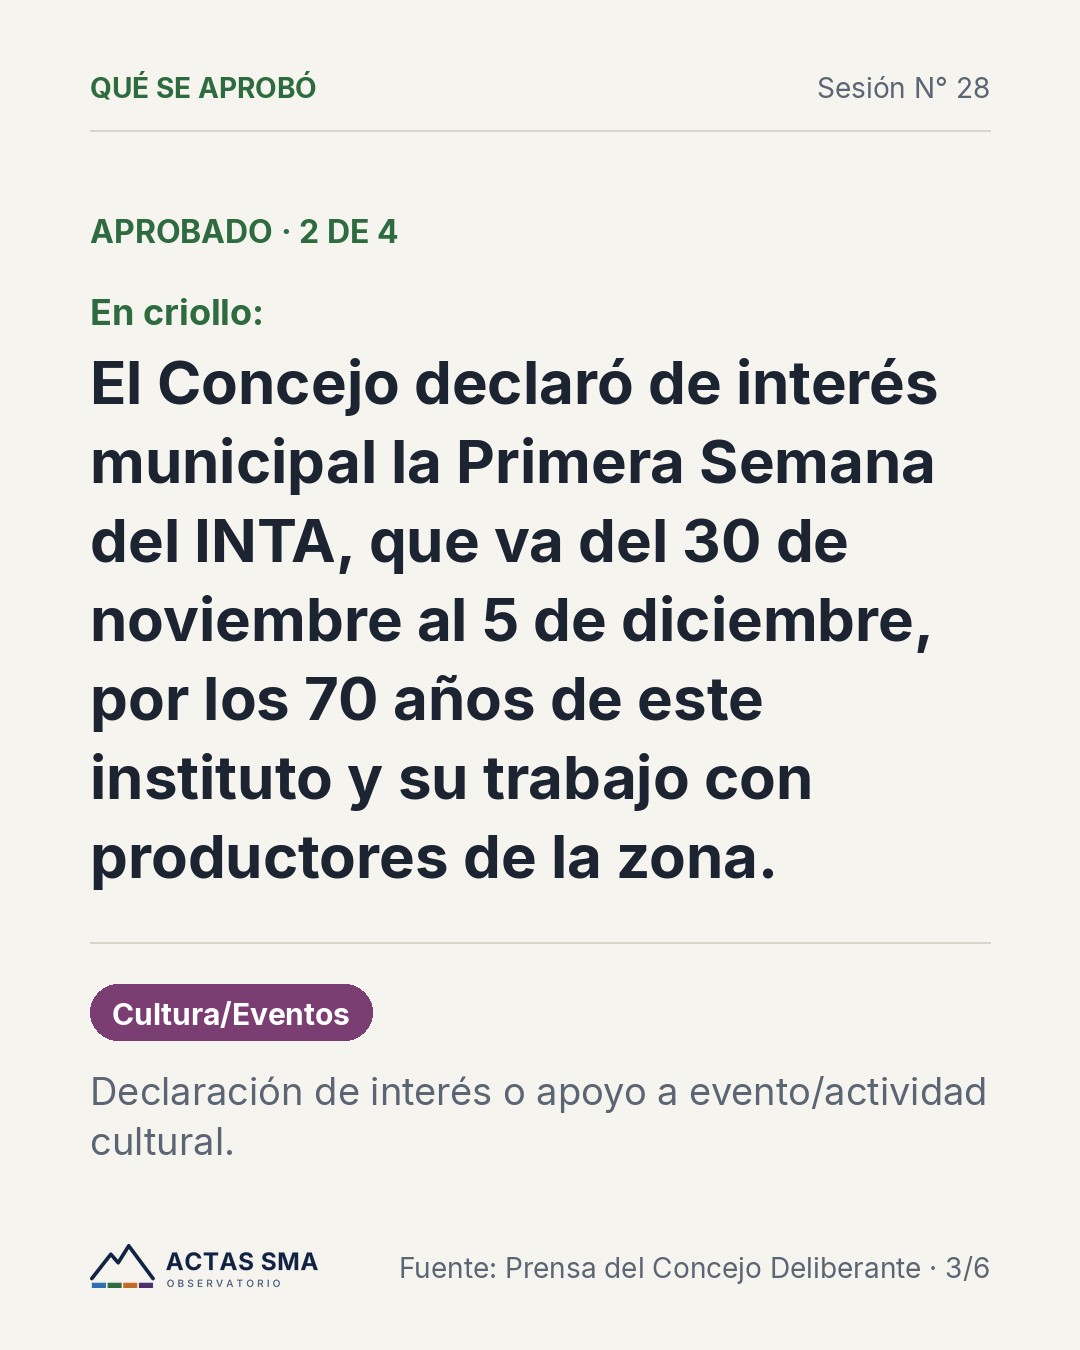 QUÉ SE APROBÓ
Sesión N° 28
APROBADO · 2 DE 4
En criollo:
El Concejo declaró de interés
municipal la Primera Semana
del INTA, que va del 30 de
noviembre al 5 de diciembre,
por los 70 años de este
instituto y su trabajo con
productores de la zona.
Cultura/Eventos
Declaración de interés o apoyo a evento/actividad
cultural.
ACTAS SMA
OBSERVATORIO
Fuente: Prensa del Concejo Deliberante · 3/6